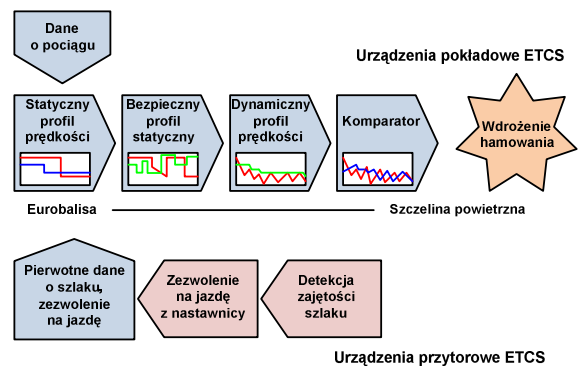 Dane
o pociągu
Urządzenia pokładowe ETCS
Statyczny
profil
prędkości
Bezpieczny
profil
statyczny
Dynamiczny
profil
prędkości
Komparator
Wdrożenie
hamowania
Eurobalisa
Szczelina powietrzna
Pierwotne dane
o szlaku,
zezwolenie
na jazdę
Zezwolenie
na jazdę
z nastawnicy
Detekcja
zajętości
szlaku
Urządzenia przytorowe ETCS